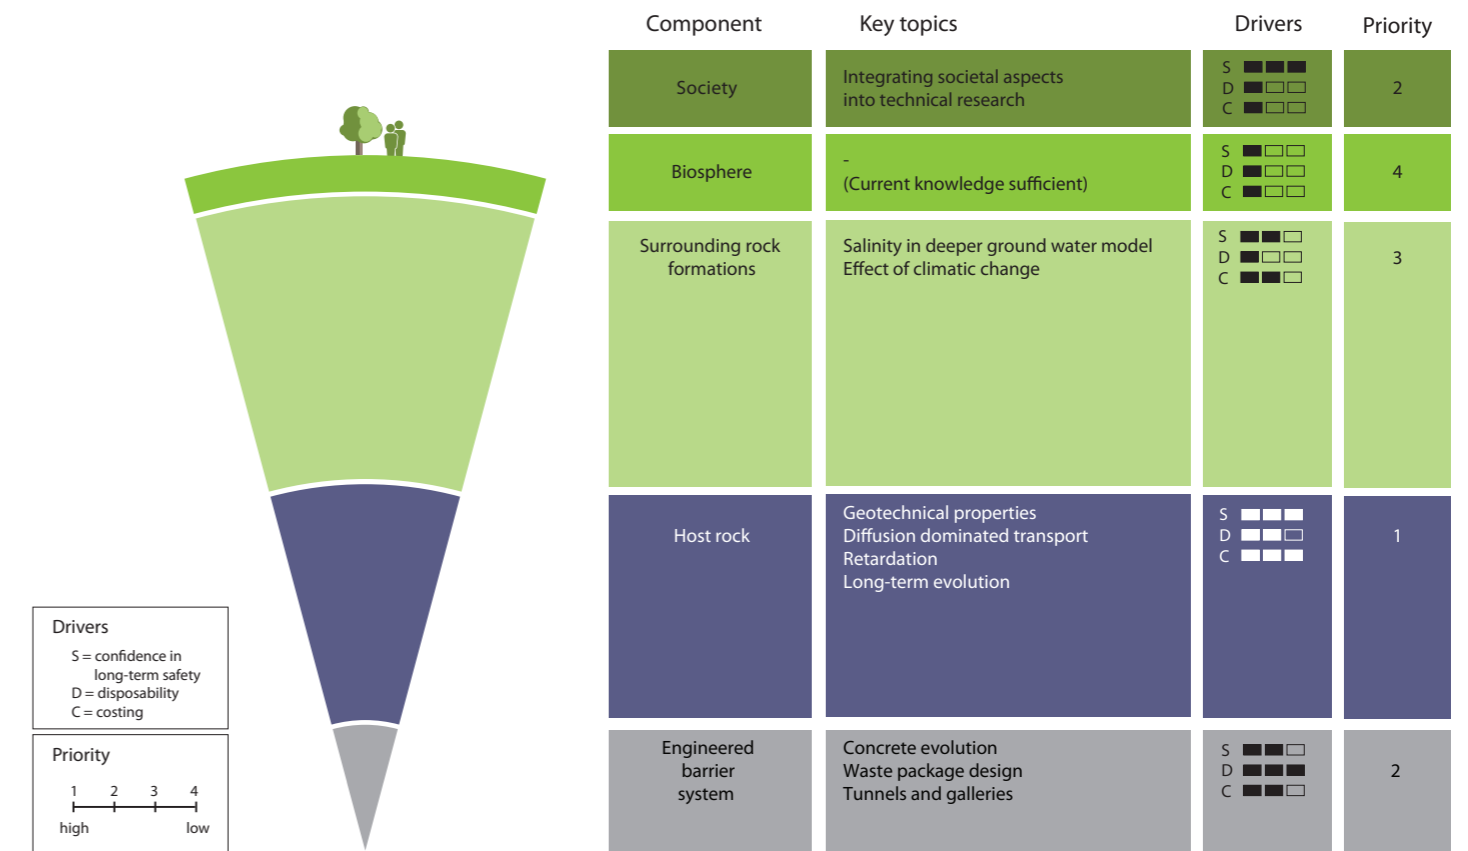 Component Key topics Drivers Priority
Society
Integrating societal aspects
into technical research
S
D
C
2
Biosphere
-
(Current knowledge sufficient)
S
D
C
4
Surrounding rock
formations
Salinity in deeper ground water model
Effect of climatic change
S
D
C
3
Host rock
Geotechnical properties
Diffusion dominated transport
Retardation
Long-term evolution
S
D
C
1
Engineered
barrier
system
Concrete evolution
Waste package design
Tunnels and galleries
S
D
C
2
Drivers
S = confidence in
long-term safety
D = disposability
C = costing
Priority
1 2 3 4
high low